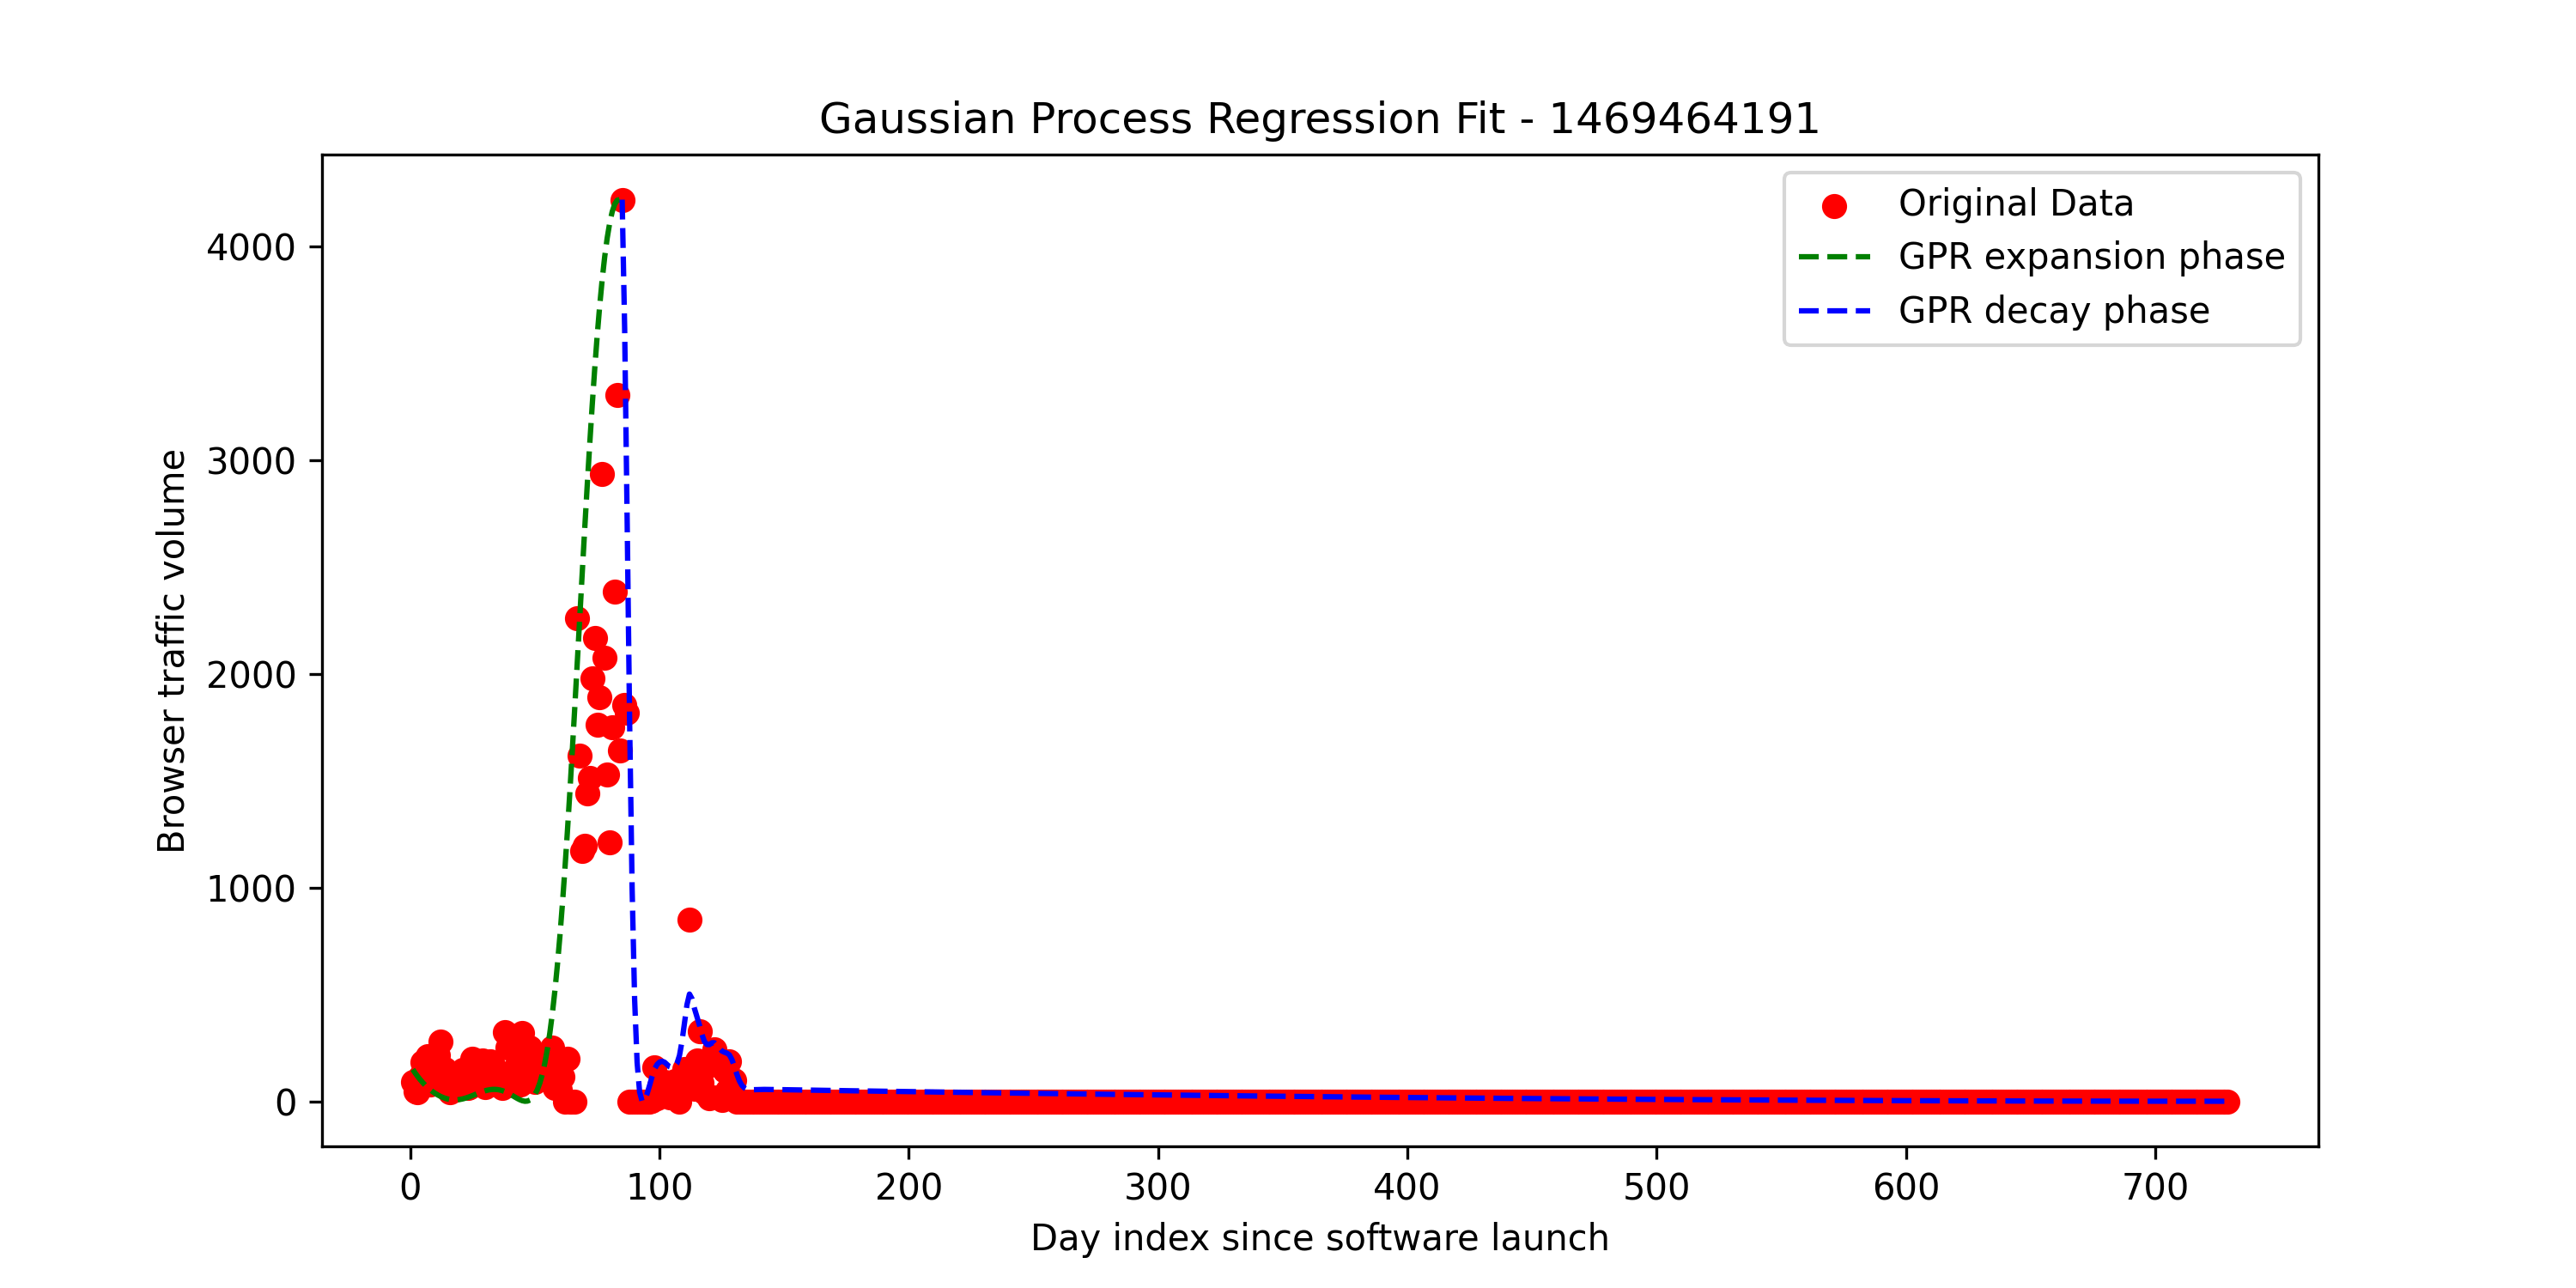 Gaussian Process Regression Fit - 1469464191
Original Data
GPR expansion phase
GPR decay phase
Browser traffic volume
4000
3000
2000
1000
0
0 100 200 300 400 500 600 700
Day index since software launch